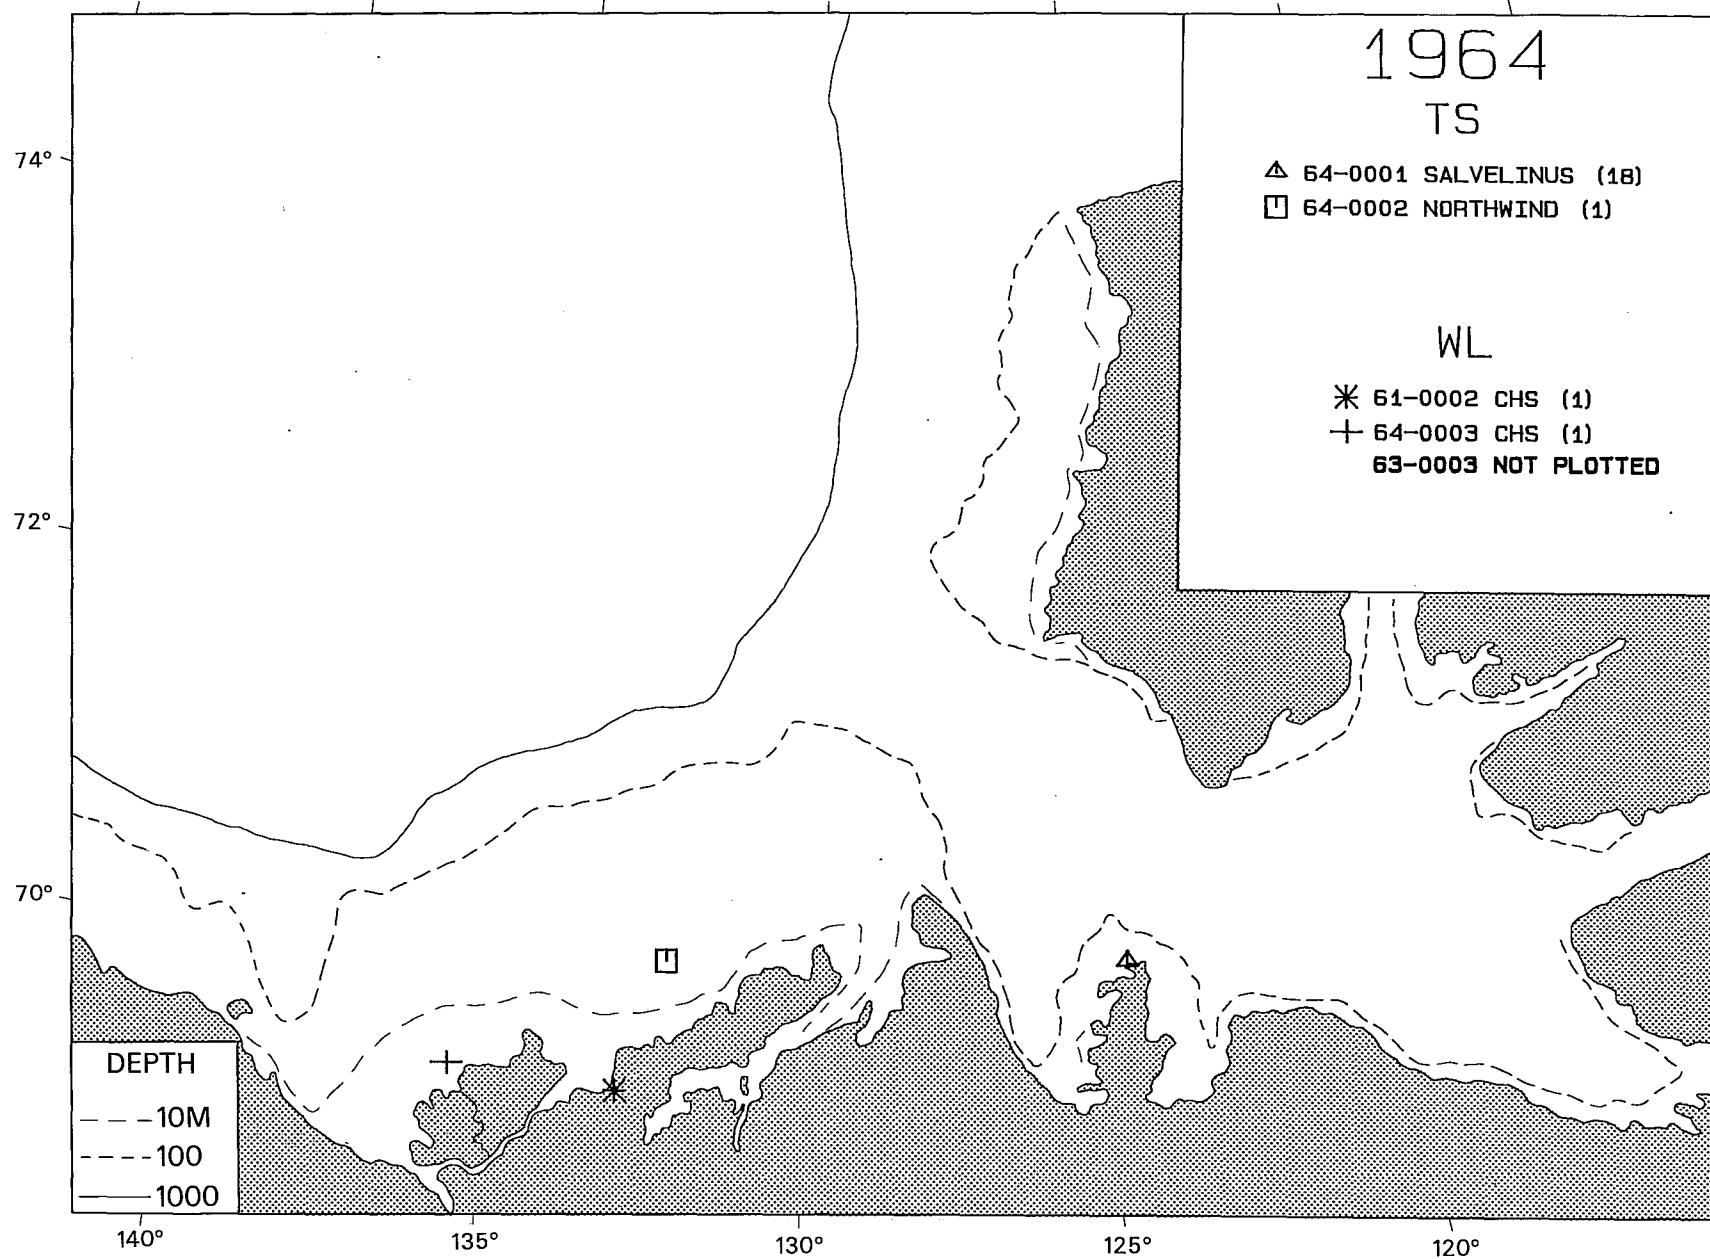 1964
TS
64-0001 SALVELINUS (18)
64-0002 NORTHWIND (1)
WL
61-0002 CHS (1)
64-0003 CHS (1)
63-0003 NOT PLOTTED
74°
72°
70°
DEPTH
10M
100
1000
140°
135°
130°
125°
120°